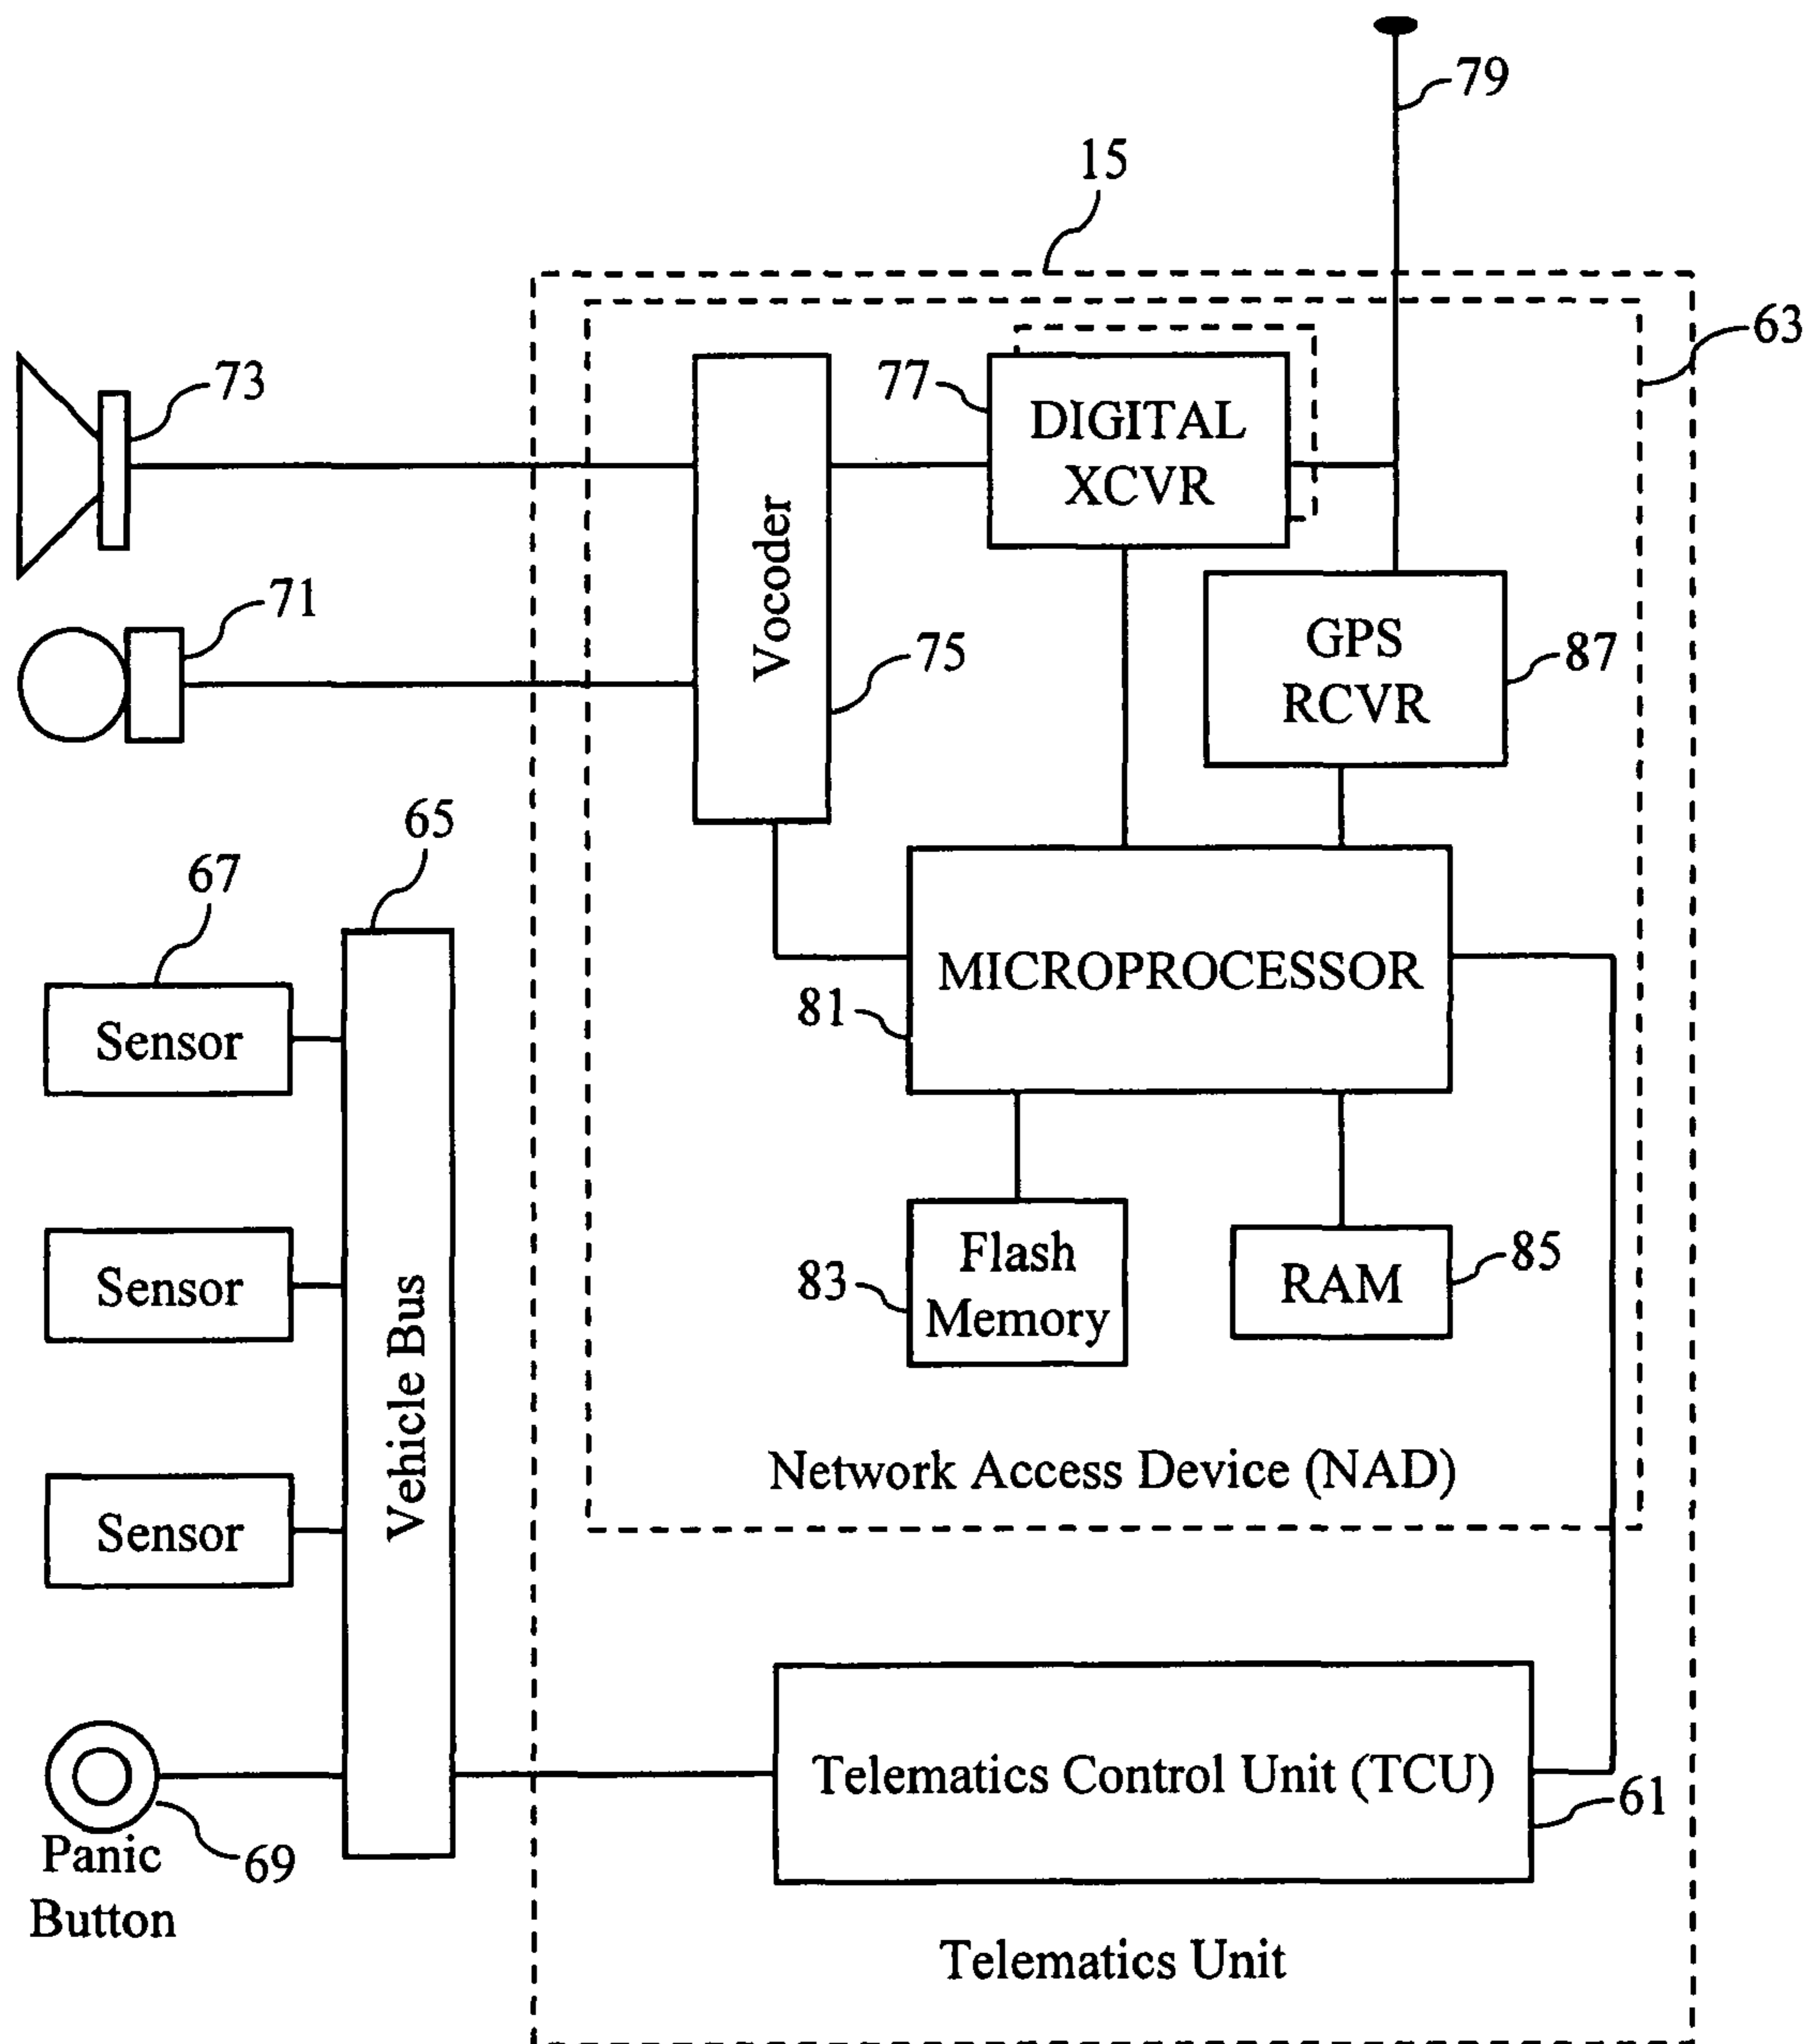 79
15
63
73
77
DIGITAL
XCVR
Vocoder
71
75
GPS
RCVR
87
65
67
MICROPROCESSOR
81
Sensor
Flash
Memory
83
RAM
85
Sensor
Vehicle Bus
Network Access Device (NAD)
Sensor
Telematics Control Unit (TCU)
61
Panic
Button
69
Telematics Unit